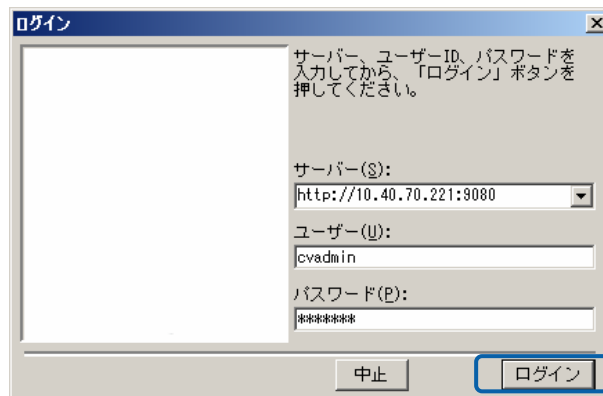 ログイン
サーバー、ユーザーID、パスワードを
入力してから、「ログイン」ボタンを
押してください。
サーバー(S):
http://10.40.70.221:9080
ユーザー(U):
cvadmin
パスワード(P):
*******
中止
ログイン